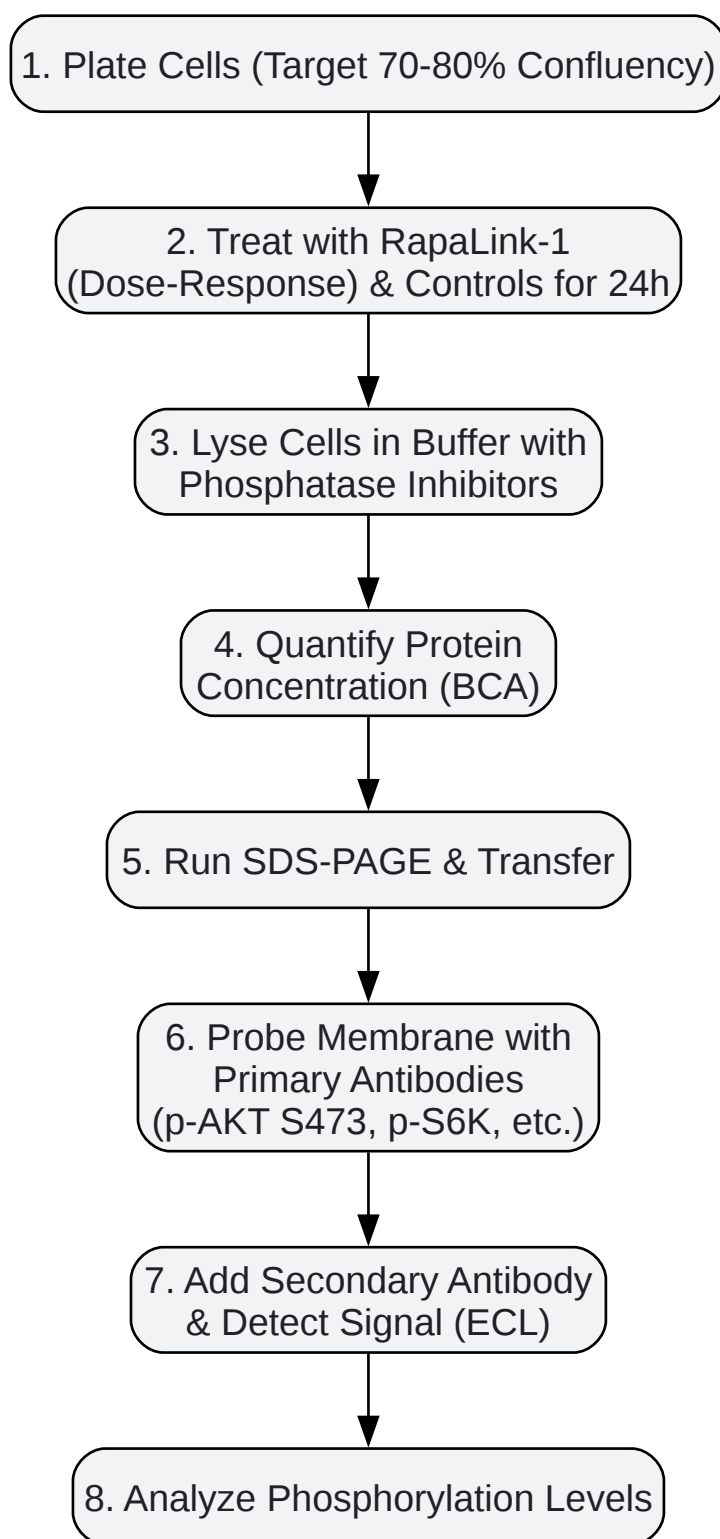 1. Plate Cells (Target 70-80% Confluency)
2. Treat with RapaLink-1
(Dose-Response) & Controls for 24h
3. Lyse Cells in Buffer with
Phosphatase Inhibitors
4. Quantify Protein
Concentration (BCA)
5. Run SDS-PAGE & Transfer
6. Probe Membrane with
Primary Antibodies
(p-AKT S473, p-S6K, etc.)
7. Add Secondary Antibody
& Detect Signal (ECL)
8. Analyze Phosphorylation Levels